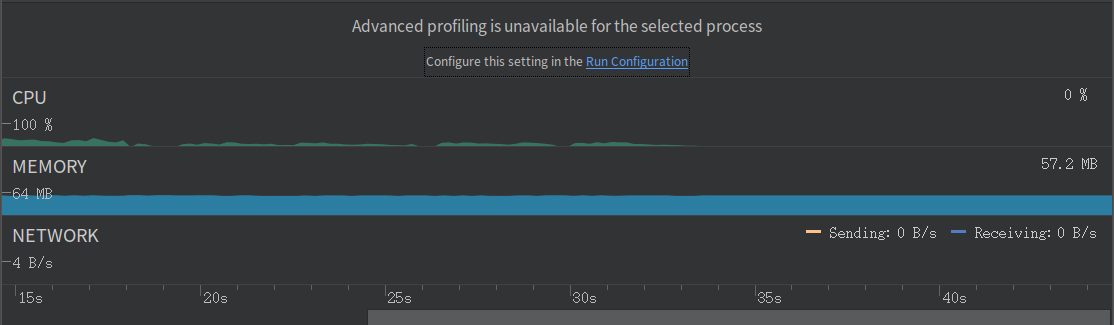 Advanced profiling is unavailable for the selected process
Configure this setting in the Run Configuration
CPU
0 %
100 %
MEMORY
57.2 MB
64 MB
NETWORK
Sending: 0 B/s
Receiving: 0 B/s
4 B/s
15s
20s
25s
30s
35s
40s